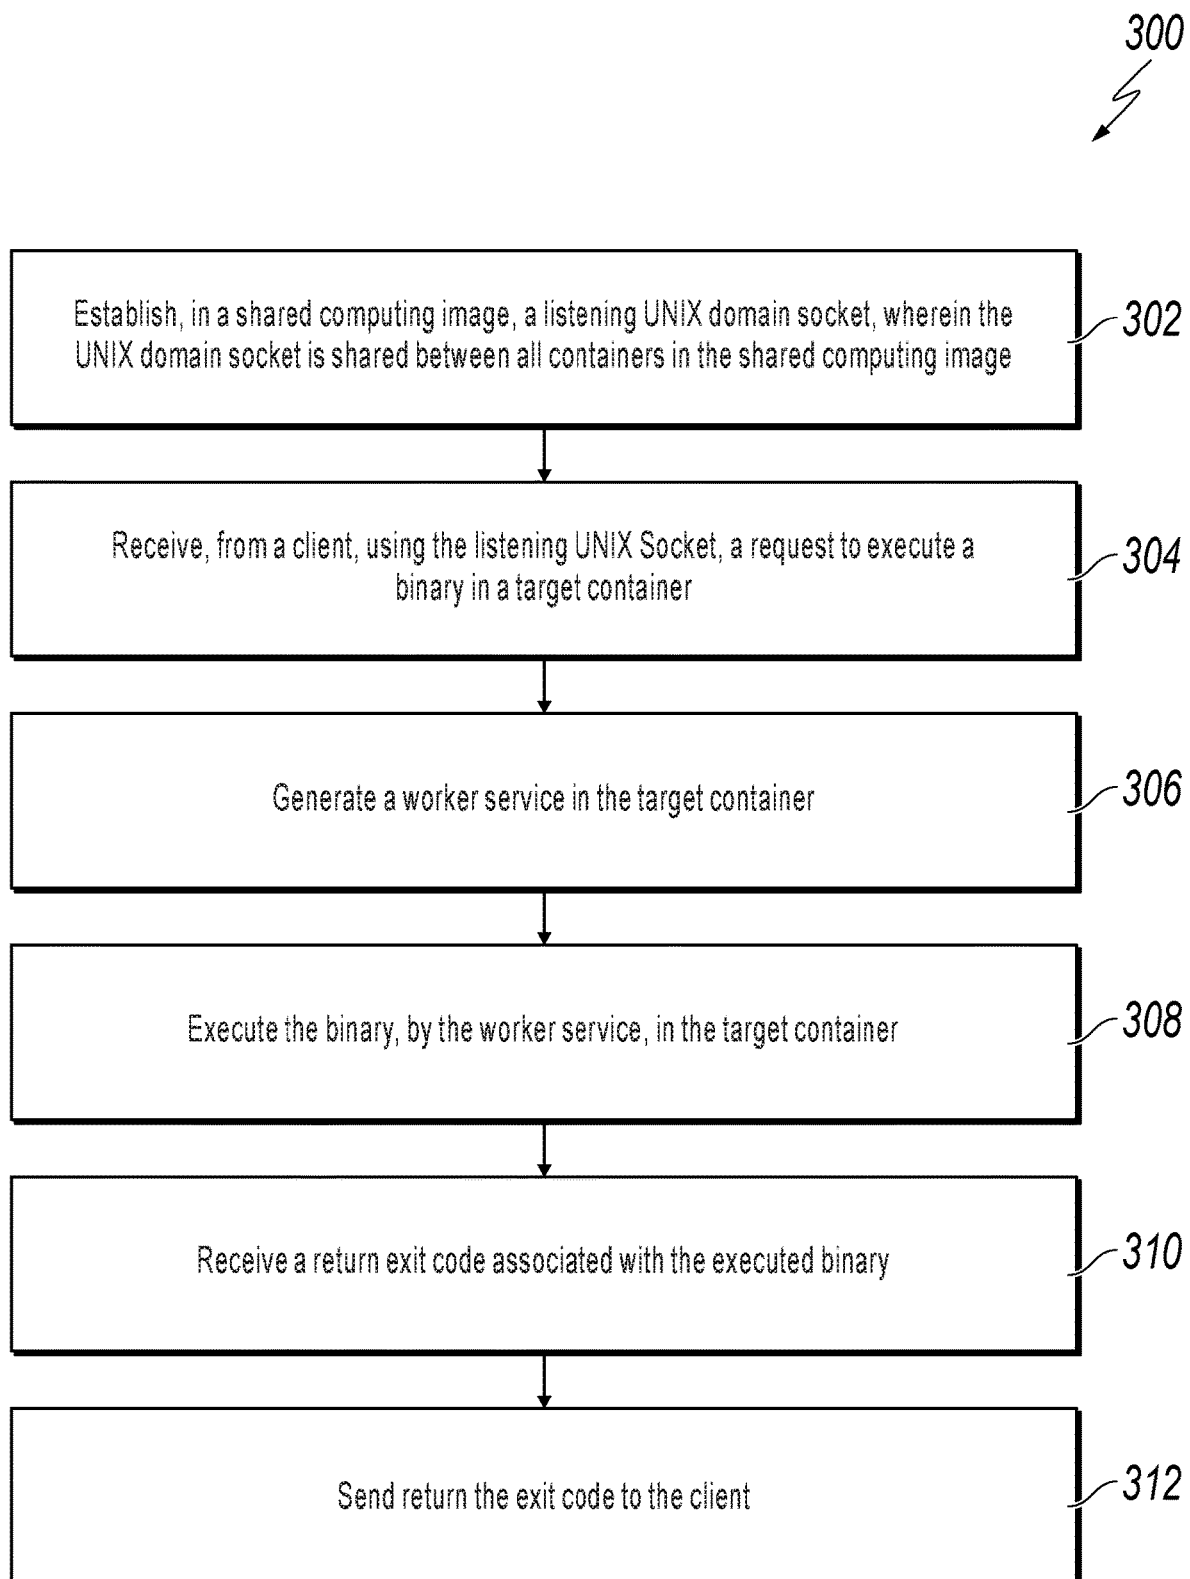 300
Establish, in a shared computing image, a listening UNIX domain socket, wherein the
UNIX domain socket is shared between all containers in the shared computing image
302
Receive, from a client, using the listening UNIX Socket, a request to execute a
binary in a target container
304
Generate a worker service in the target container
306
Execute the binary, by the worker service, in the target container
308
Receive a return exit code associated with the executed binary
310
Send return the exit code to the client
312